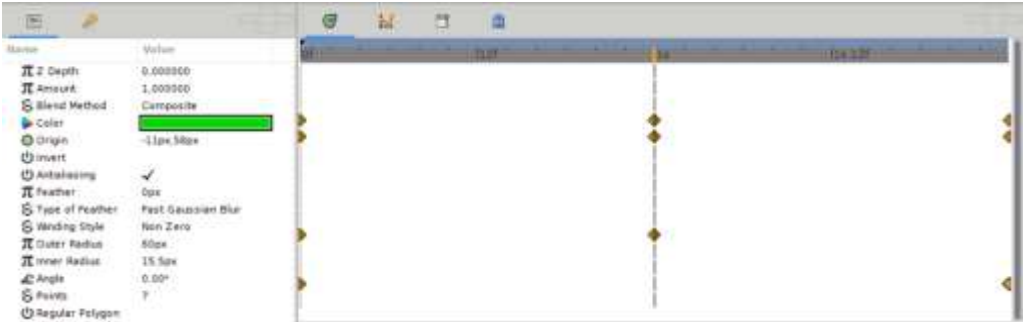 Name Value
Z Depth 0.000000
Amount 1.000000
Blend Method Composite
Color
Origin -11px,58px
Invert
Antialiasing
Feather 0px
Type of Feather Fast Gaussian Blur
Winding Style Non Zero
Outer Radius 60px
Inner Radius 15.5px
Angle 0.00°
Points 7
Regular Polygon